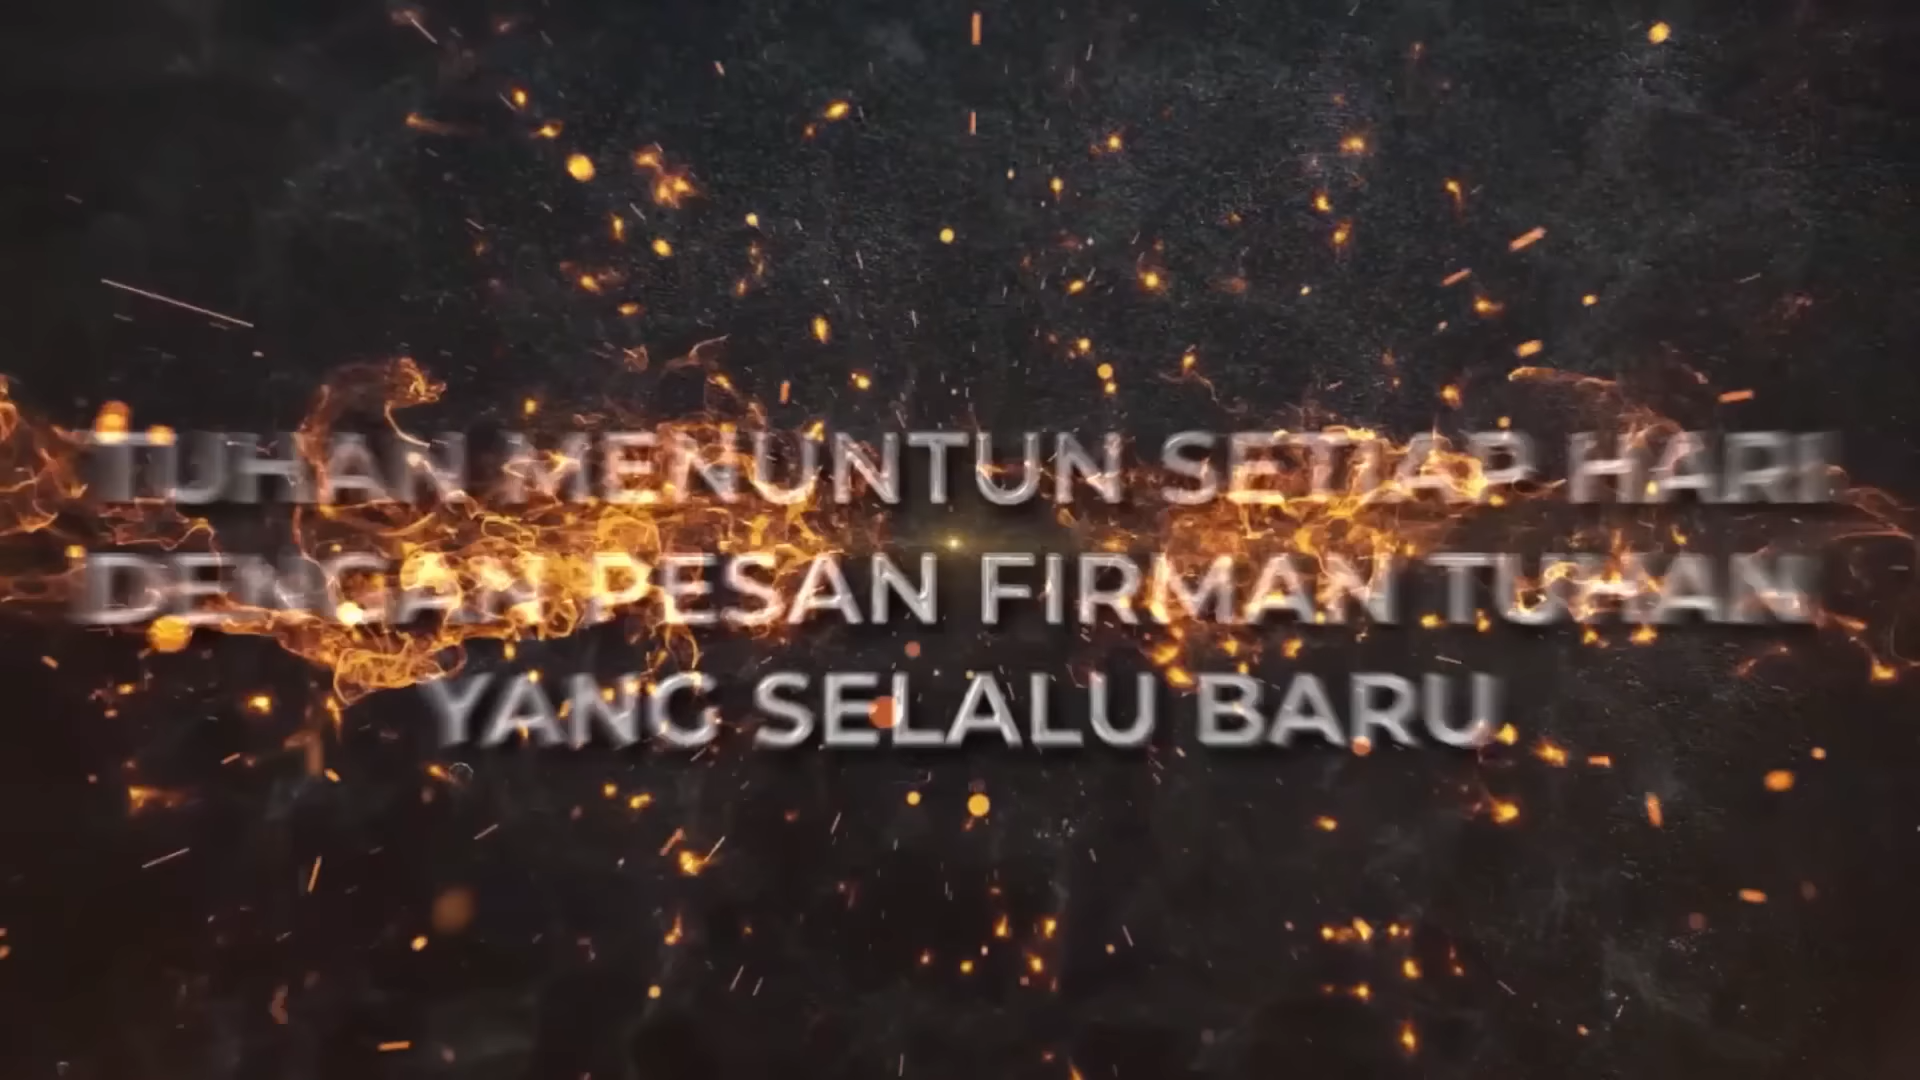 TUHAN MENUNTUN SETIAP HARI
DENGAN PESAN FIRMAN TUHAN
YANG SELALU BARU